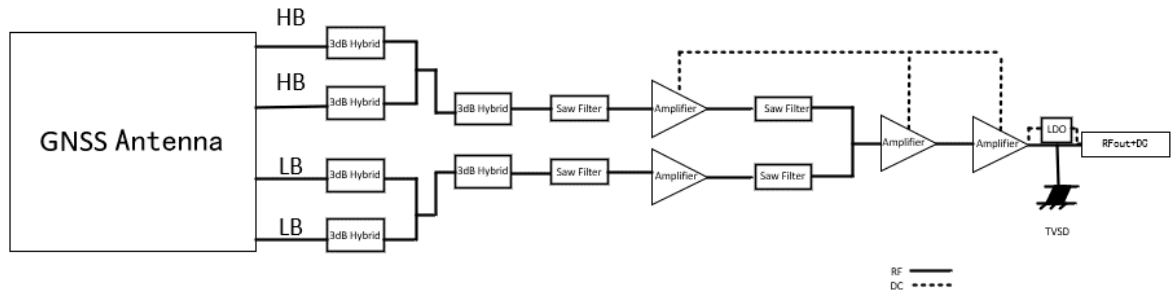 HB
3dB Hybrid
HB
3dB Hybrid
3dB Hybrid
Saw Filter
Amplifier
Saw Filter
GNSS Antenna
Amplifier
Amplifier
LDO
RFout+DC
LB
3dB Hybrid
3dB Hybrid
Saw Filter
Amplifier
Saw Filter
LB
3dB Hybrid
TVSD
RF
DC